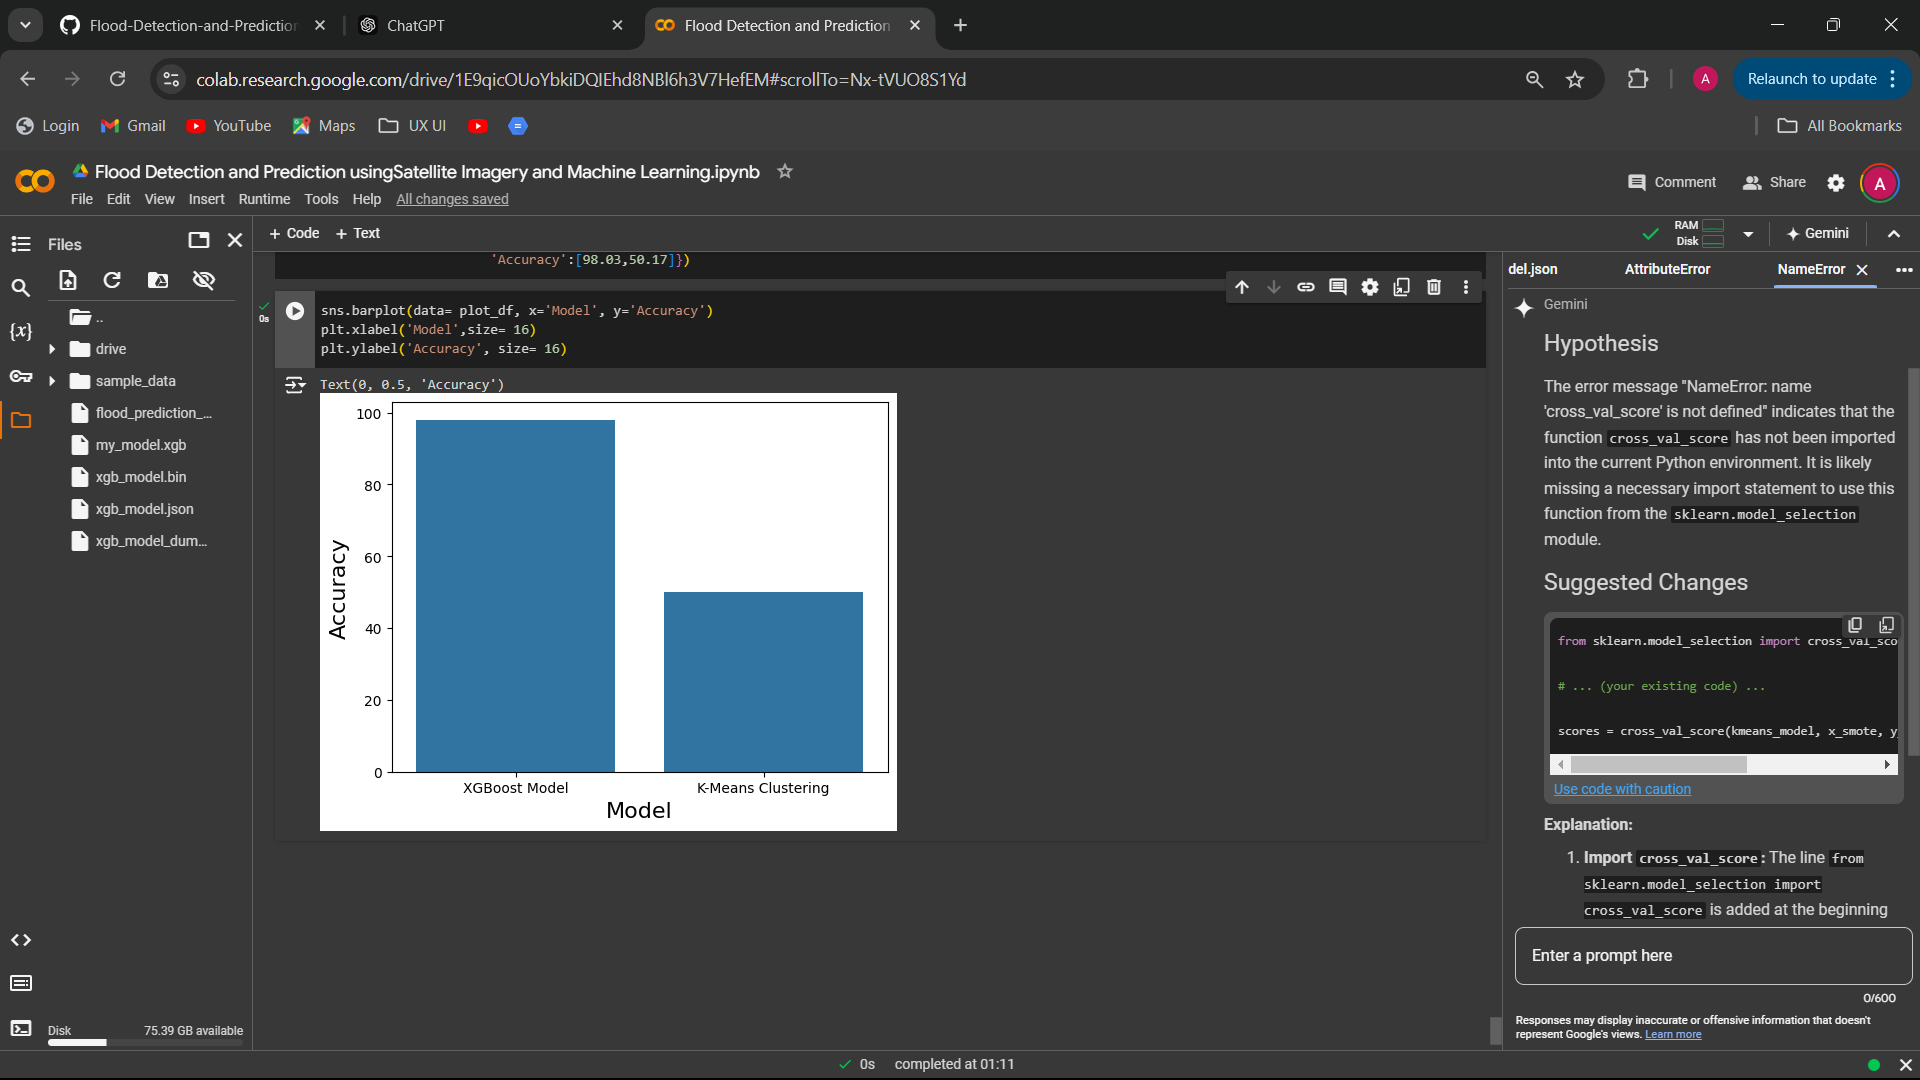 Flood-Detection-and-Prediction
ChatGPT
Flood Detection and Prediction
colab.research.google.com/drive/1E9qicOUoYbkiDQIEhd8NBl6h3V7HefEM#scrollTo=Nx-tVUO8S1Yd
A
Relaunch to update
Login
Gmail
YouTube
Maps
UX UI
All Bookmarks
Flood Detection and Prediction usingSatellite Imagery and Machine Learning.ipynb
File Edit View Insert Runtime Tools Help All changes saved
Comment
Share
A
Files
+ Code + Text
RAM
Disk
Gemini
..
drive
sample_data
flood_prediction_...
my_model.xgb
xgb_model.bin
xgb_model.json
xgb_model_dum...
Disk 75.39 GB available
'Accuracy':[98.03,50.17]})
0s
sns.barplot(data= plot_df, x='Model', y='Accuracy')
plt.xlabel('Model',size= 16)
plt.ylabel('Accuracy', size= 16)
Text(0, 0.5, 'Accuracy')
100
80
60
40
20
0
Accuracy
XGBoost Model
K-Means Clustering
Model
del.json
AttributeError
NameError
Gemini
Hypothesis
The error message "NameError: name
'cross_val_score' is not defined" indicates that the
function cross_val_score has not been imported
into the current Python environment. It is likely
missing a necessary import statement to use this
function from the sklearn.model_selection
module.
Suggested Changes
from sklearn.model_selection import cross_val_sco
# ... (your existing code) ...
scores = cross_val_score(kmeans_model, x_smote, y_
Use code with caution
Explanation:
1. Import cross_val_score: The line from
sklearn.model_selection import
cross_val_score is added at the beginning
Enter a prompt here
0/600
Responses may display inaccurate or offensive information that doesn't
represent Google's views. Learn more
0s completed at 01:11